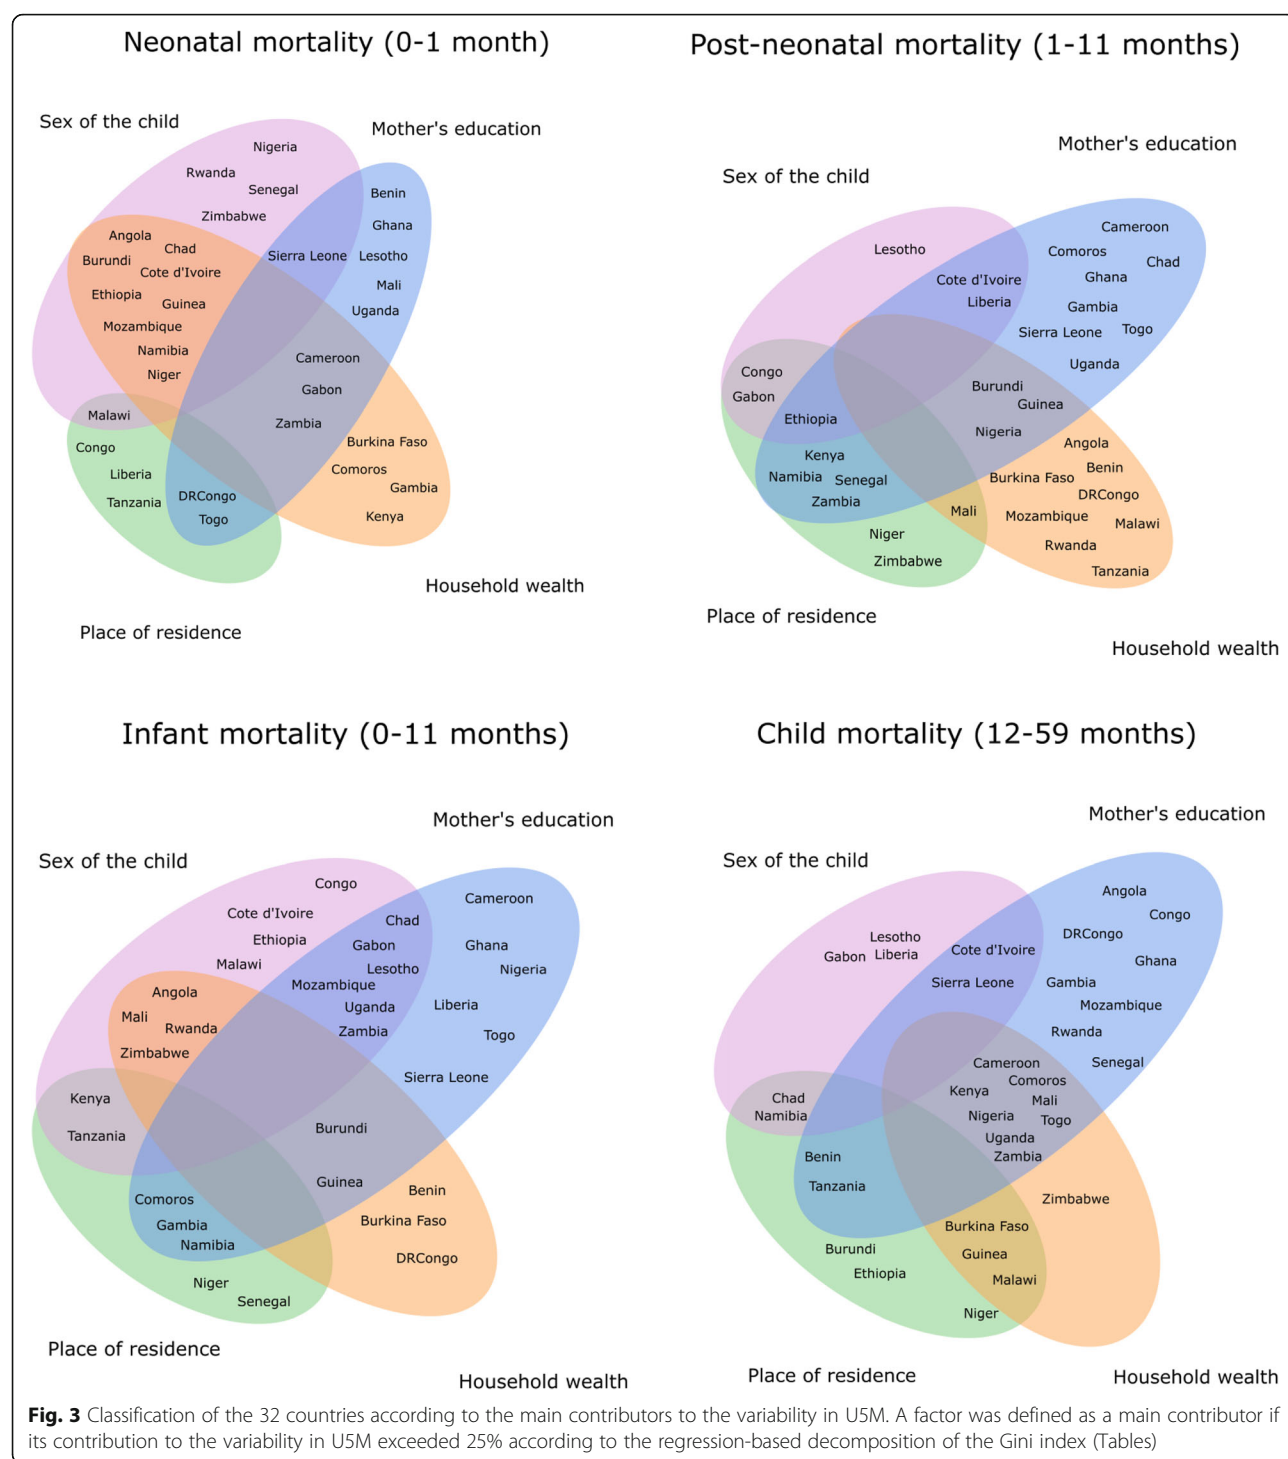 Neonatal mortality (0-1 month)
Sex of the child
Mother's education
Nigeria
Rwanda
Senegal
Zimbabwe
Benin
Ghana
Angola
Chad
Burundi
Cote d'Ivoire
Sierra Leone
Lesotho
Mali
Uganda
Ethiopia
Guinea
Mozambique
Namibia
Niger
Cameroon
Gabon
Zambia
Malawi
Congo
Liberia
Tanzania
DRCongo
Togo
Burkina Faso
Comoros
Gambia
Kenya
Household wealth
Place of residence
Post-neonatal mortality (1-11 months)
Mother's education
Sex of the child
Cameroon
Comoros
Chad
Lesotho
Ghana
Cote d'Ivoire
Liberia
Gambia
Sierra Leone
Togo
Uganda
Congo
Gabon
Burundi
Guinea
Ethiopia
Nigeria
Kenya
Namibia
Senegal
Zambia
Angola
Benin
Burkina Faso
DRCongo
Mali
Mozambique
Malawi
Niger
Rwanda
Zimbabwe
Tanzania
Place of residence
Household wealth
Infant mortality (0-11 months)
Mother's education
Sex of the child
Congo
Cameroon
Cote d'Ivoire
Chad
Ethiopia
Gabon
Ghana
Malawi
Lesotho
Nigeria
Mozambique
Angola
Uganda
Liberia
Mali
Rwanda
Zambia
Togo
Zimbabwe
Sierra Leone
Kenya
Tanzania
Burundi
Guinea
Comoros
Gambia
Namibia
Benin
Burkina Faso
DRCongo
Niger
Senegal
Place of residence
Household wealth
Child mortality (12-59 months)
Mother's education
Sex of the child
Angola
Congo
Lesotho
DRCongo
Gabon
Liberia
Cote d'Ivoire
Ghana
Sierra Leone
Gambia
Mozambique
Rwanda
Senegal
Cameroon
Comoros
Kenya
Mali
Chad
Namibia
Nigeria
Togo
Uganda
Zambia
Benin
Tanzania
Zimbabwe
Burkina Faso
Burundi
Guinea
Ethiopia
Malawi
Niger
Place of residence
Household wealth
Fig. 3 Classification of the 32 countries according to the main contributors to the variability in U5M. A factor was defined as a main contributor if
its contribution to the variability in U5M exceeded 25% according to the regression-based decomposition of the Gini index (Tables)